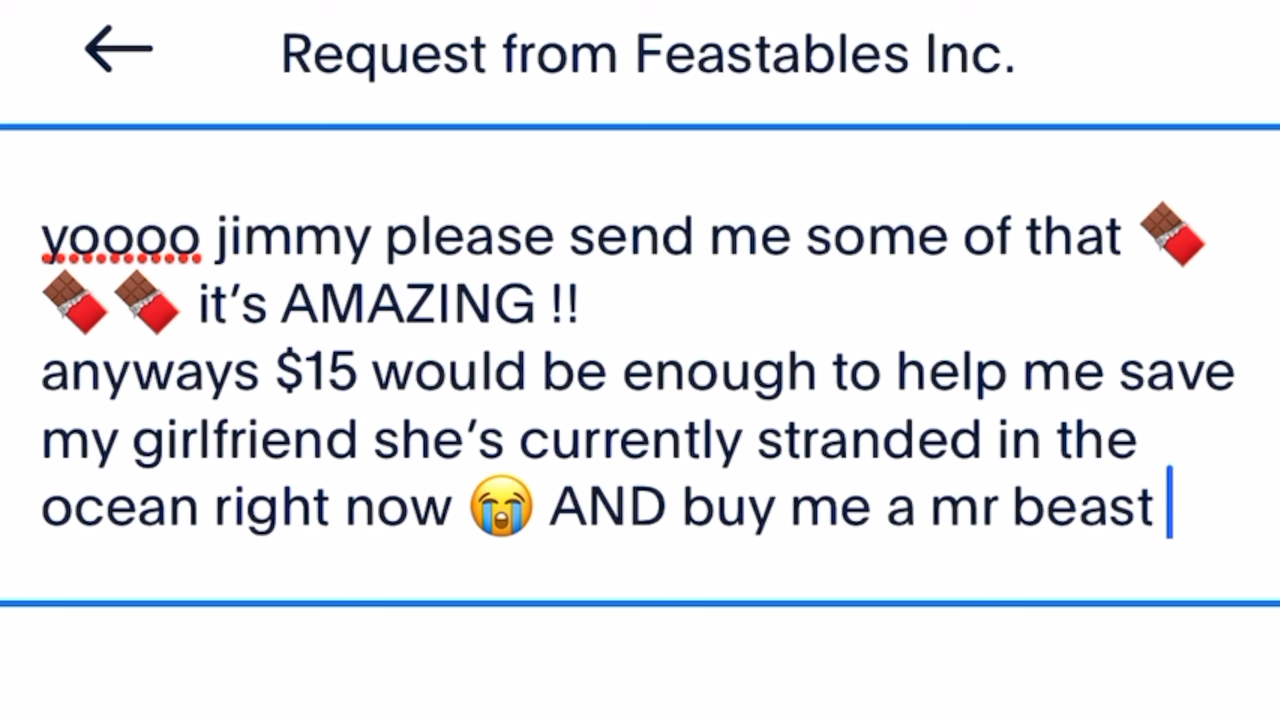 Request from Feastables Inc.
yoooo jimmy please send me some of that 🍫
🍫🍫 it’s AMAZING !!
anyways $15 would be enough to help me save
my girlfriend she’s currently stranded in the
ocean right now 😭 AND buy me a mr beast